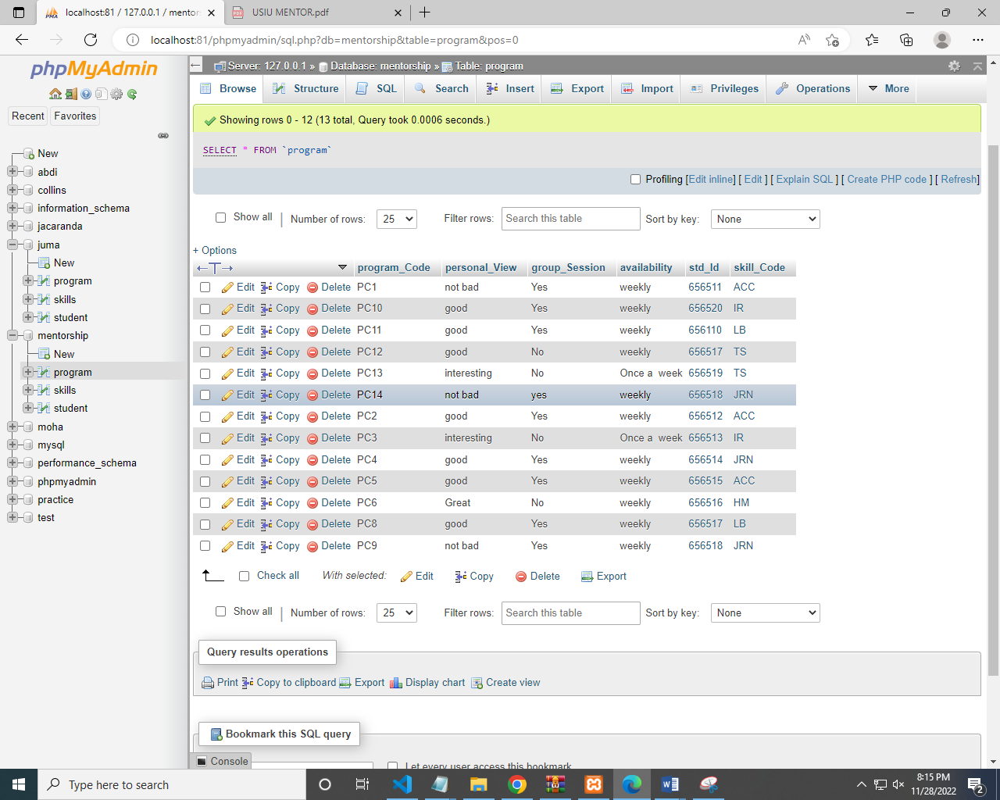 localhost:81 / 127.0.0.1 / mentors
USIU MENTOR.pdf
localhost:81/phpmyadmin/sql.php?db=mentorship&table=program&pos=0
phpMyAdmin
Recent Favorites
New
abdi
collins
information_schema
jacaranda
juma
New
program
skills
student
mentorship
New
program
skills
student
moha
mysql
performance_schema
phpmyadmin
practice
test
Server: 127.0.0.1 » Database: mentorship » Table: program
Browse Structure SQL Search Insert Export Import Privileges Operations More
Showing rows 0 - 12 (13 total, Query took 0.0006 seconds.)
SELECT * FROM `program`
Profiling [Edit inline] [ Edit ] [ Explain SQL ] [ Create PHP code ] [ Refresh]
Show all | Number of rows: 25 Filter rows: Search this table Sort by key: None
+ Options
←T→ program_Code personal_View group_Session availability std_Id skill_Code
Edit Copy Delete PC1 not bad Yes weekly 656511 ACC
Edit Copy Delete PC10 good Yes weekly 656520 IR
Edit Copy Delete PC11 good Yes weekly 656110 LB
Edit Copy Delete PC12 good No weekly 656517 TS
Edit Copy Delete PC13 interesting No Once a week 656519 TS
Edit Copy Delete PC14 not bad yes weekly 656518 JRN
Edit Copy Delete PC2 good Yes weekly 656512 ACC
Edit Copy Delete PC3 interesting No Once a week 656513 IR
Edit Copy Delete PC4 good Yes weekly 656514 JRN
Edit Copy Delete PC5 good Yes weekly 656515 ACC
Edit Copy Delete PC6 Great No weekly 656516 HM
Edit Copy Delete PC8 good Yes weekly 656517 LB
Edit Copy Delete PC9 not bad Yes weekly 656518 JRN
Check all With selected: Edit Copy Delete Export
Show all | Number of rows: 25 Filter rows: Search this table Sort by key: None
Query results operations
Print Copy to clipboard Export Display chart Create view
Bookmark this SQL query
Console
Let every user access this bookmark
Type here to search
8:15 PM
11/28/2022
2